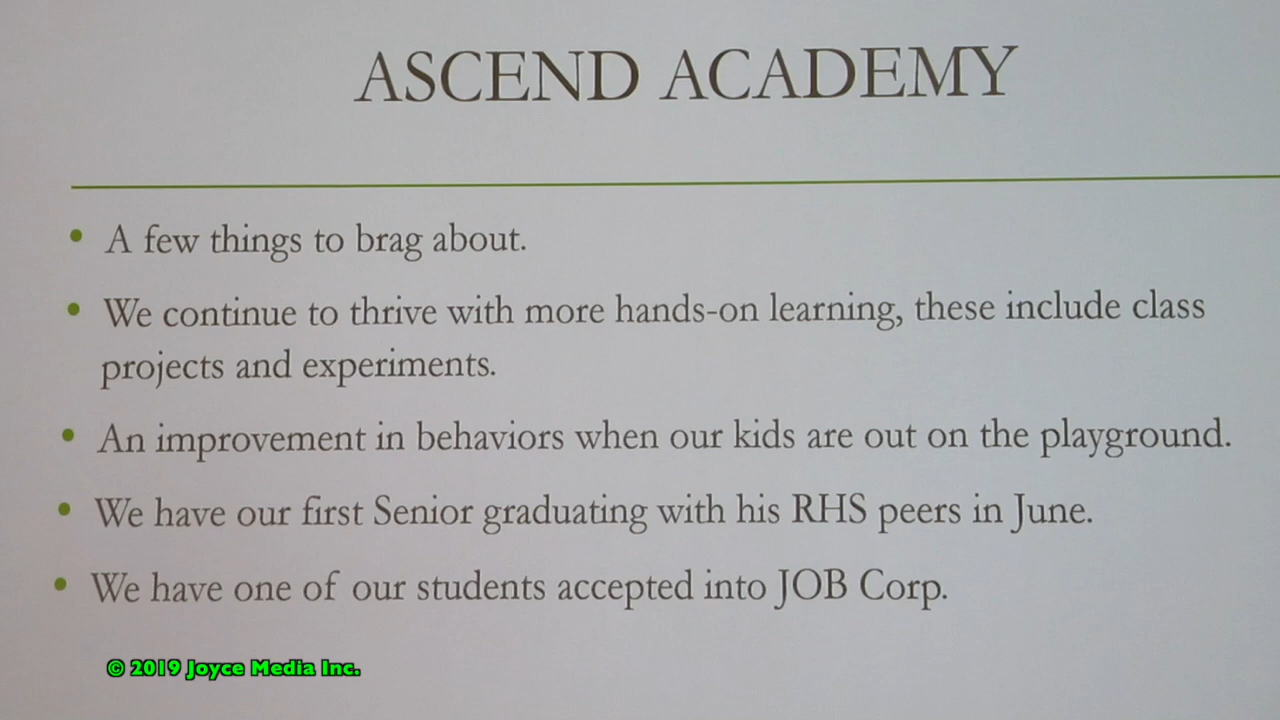 ASCEND ACADEMY
• A few things to brag about.
• We continue to thrive with more hands-on learning, these include class
projects and experiments.
• An improvement in behaviors when our kids are out on the playground.
• We have our first Senior graduating with his RHS peers in June.
• We have one of our students accepted into JOB Corp.
© 2019 Joyce Media Inc.